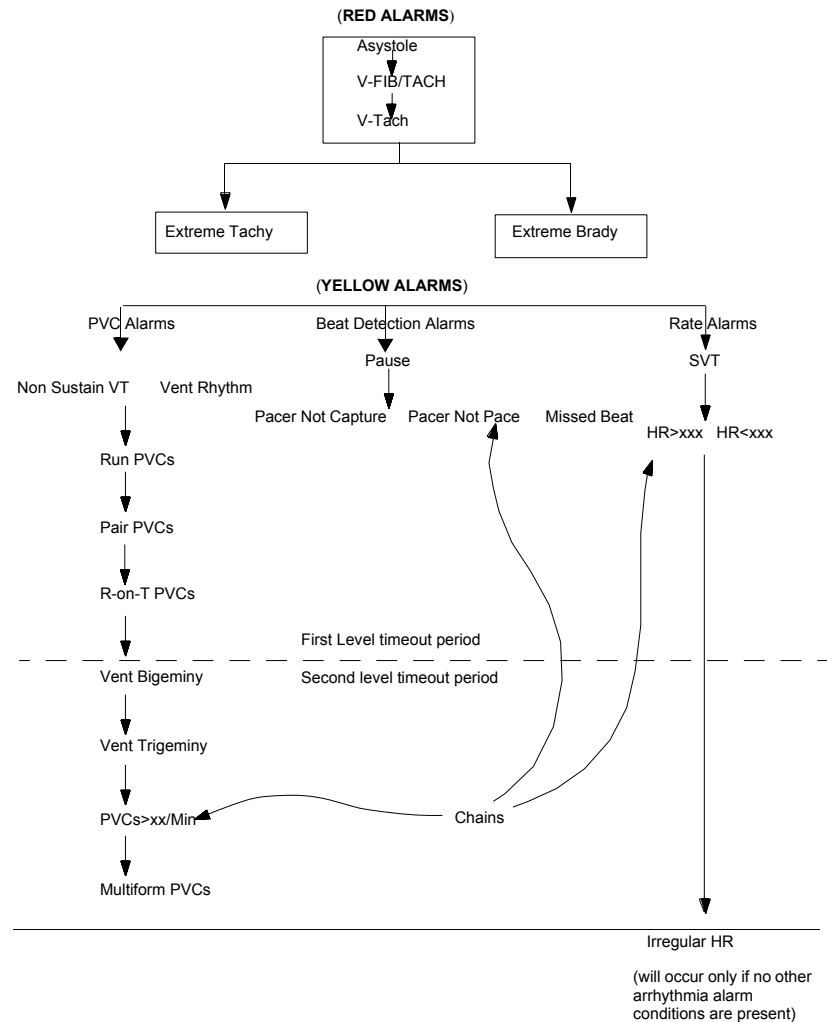 (RED ALARMS)
Asystole
V-FIB/TACH
V-Tach
Extreme Tachy
Extreme Brady
(YELLOW ALARMS)
PVC Alarms
Beat Detection Alarms
Rate Alarms
Pause
SVT
Non Sustain VT
Vent Rhythm
Pacer Not Capture
Pacer Not Pace
Missed Beat
HR>xxx
HR<xxx
Run PVCs
Pair PVCs
R-on-T PVCs
First Level timeout period
Vent Bigeminy
Second level timeout period
Vent Trigeminy
PVCs>xx/Min
Chains
Multiform PVCs
Irregular HR
(will occur only if no other
arrhythmia alarm
conditions are present)